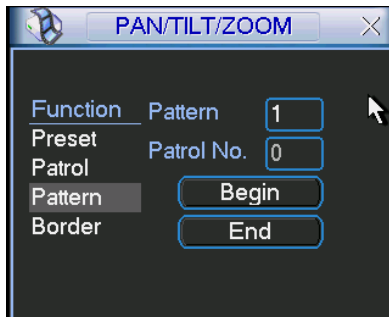 PAN/TILT/ZOOM
Function Pattern 1
Preset
Patrol No. 0
Patrol
Pattern Begin
Border End